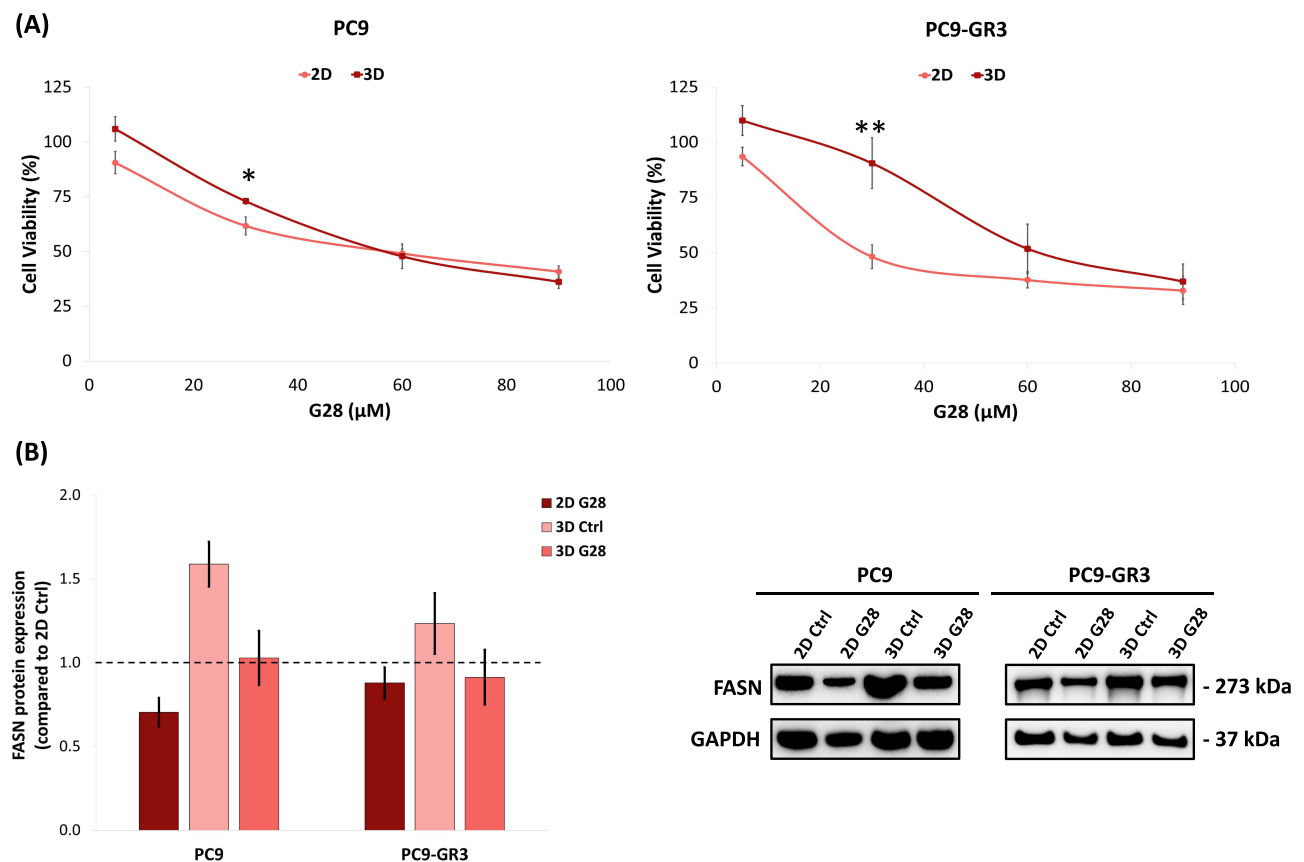 (A)
PC9
2D 3D
125
100
75
50
25
0
Cell Viability (%)
*
0 20 40 60 80 100
G28 (µM)
PC9-GR3
2D 3D
125
100
75
50
25
0
Cell Viability (%)
**
0 20 40 60 80 100
G28 (µM)
(B)
2.0
1.5
1.0
0.5
0.0
FASN protein expression
(compared to 2D Ctrl)
2D G28
3D Ctrl
3D G28
PC9 PC9-GR3
PC9 PC9-GR3
2D Ctrl 2D G28 3D Ctrl 3D G28 2D Ctrl 2D G28 3D Ctrl 3D G28
FASN - 273 kDa
GAPDH - 37 kDa